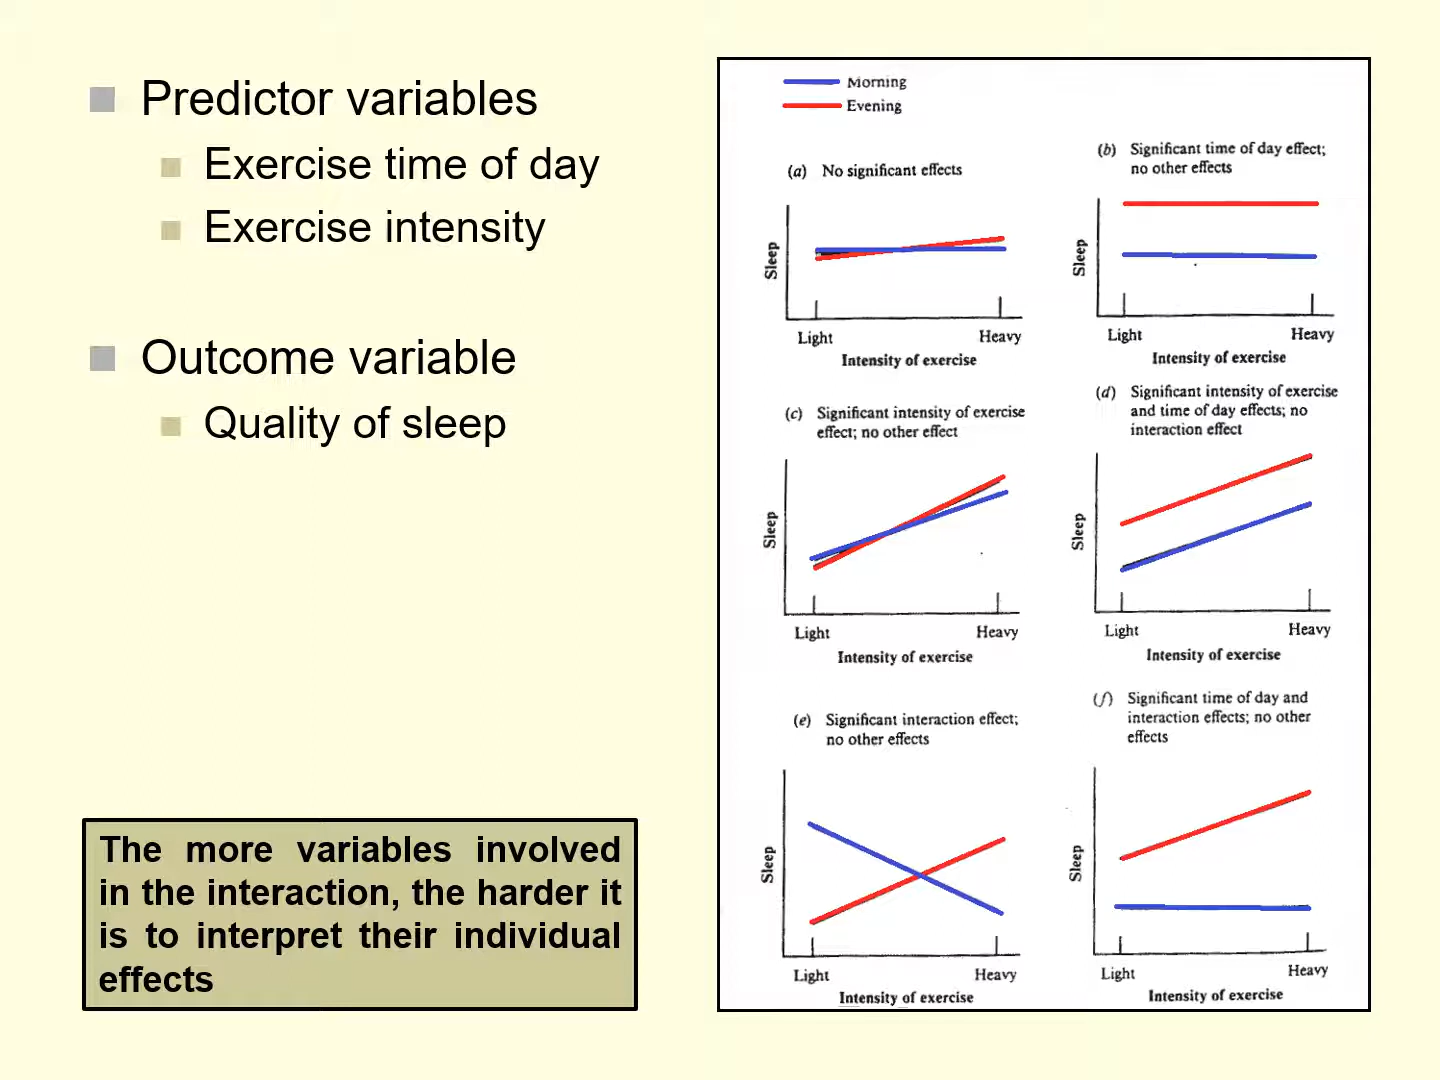 Predictor variables
Exercise time of day
Exercise intensity
Outcome variable
Quality of sleep
The more variables involved
in the interaction, the harder it
is to interpret their individual
effects
Morning
Evening
(a) No significant effects
Sleep
Light Heavy
Intensity of exercise
(b) Significant time of day effect;
no other effects
Sleep
Light Heavy
Intensity of exercise
(c) Significant intensity of exercise
effect; no other effect
Sleep
Light Heavy
Intensity of exercise
(d) Significant intensity of exercise
and time of day effects; no
interaction effect
Sleep
Light Heavy
Intensity of exercise
(e) Significant interaction effect;
no other effects
Sleep
Light Heavy
Intensity of exercise
(f) Significant time of day and
interaction effects; no other
effects
Sleep
Light Heavy
Intensity of exercise